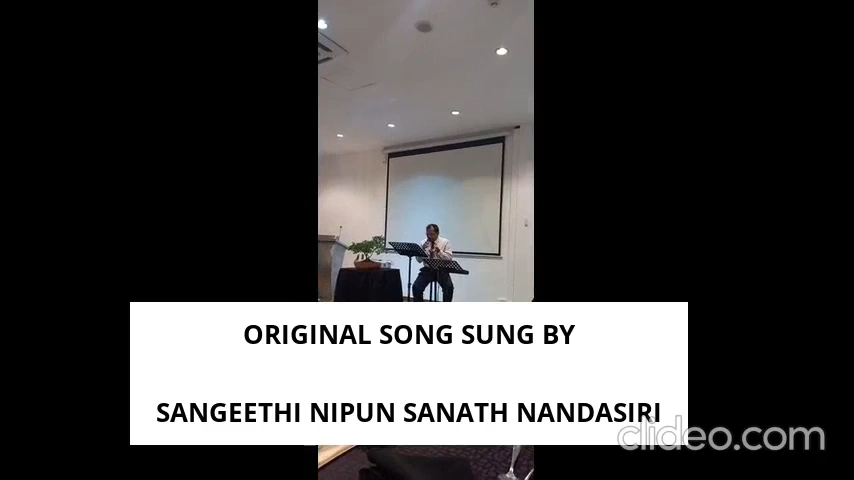 ORIGINAL SONG SUNG BY
SANGEETHI NIPUN SANATH NANDASIRI
clideo.com